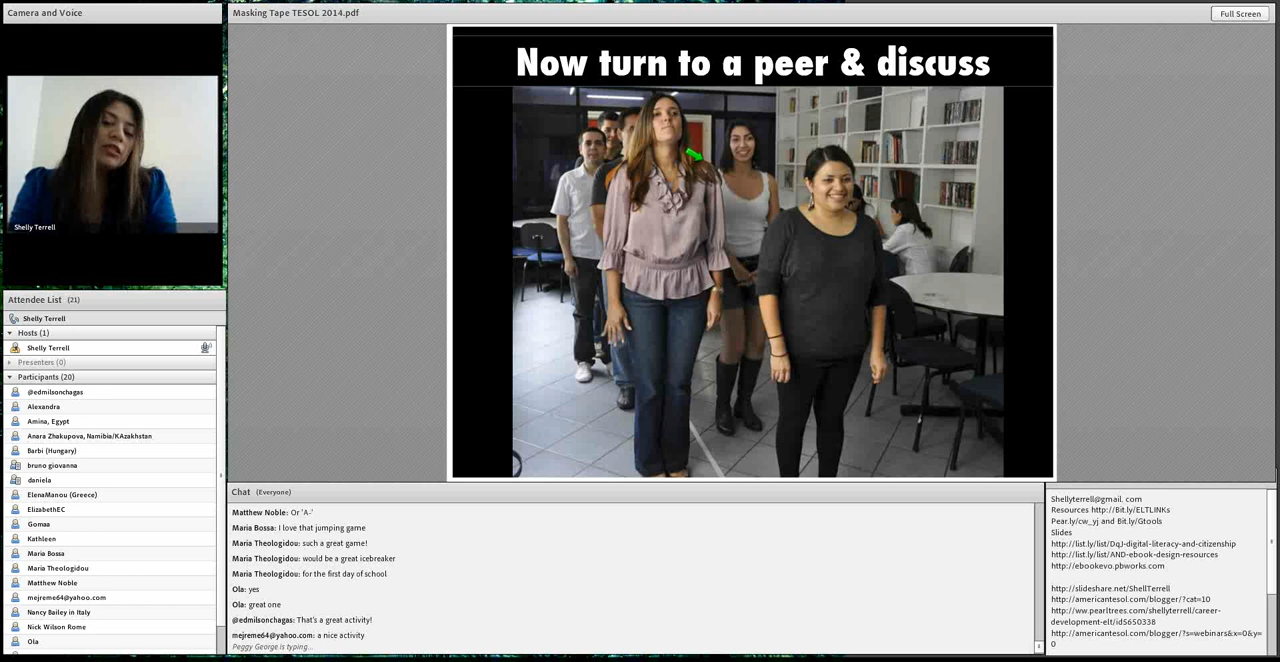 Camera and Voice
Masking Tape TESOL 2014.pdf
Full Screen
Now turn to a peer & discuss
Shelly Terrell
Attendee List (21)
Shelly Terrell
Hosts (1)
Shelly Terrell
Presenters (0)
Participants (20)
@edmilsonchagas
Alexandra
Amina, Egypt
Anara Zhakupova, Namibia/KAzakhstan
Barbi (Hungary)
bruno giovanna
daniela
ElenaManou (Greece)
ElizabethEC
Gomaa
Kathleen
Maria Bossa
Maria Theologidou
Matthew Noble
mejreme64@yahoo.com
Nancy Bailey in Italy
Nick Wilson Rome
Ola
Chat (Everyone)
Matthew Noble: Or 'A-'
Maria Bossa: I love that jumping game
Maria Theologidou: such a great game!
Maria Theologidou: would be a great icebreaker
Maria Theologidou: for the first day of school
Ola: yes
Ola: great one
@edmilsonchagas: That's a great activity!
mejreme64@yahoo.com: a nice activity
Peggy George is typing...
Shellyterrell@gmail. com
Resources http://Bit.ly/ELTLINKs
Pear.ly/cw_yj and Bit.ly/Gtools
Slides
http://list.ly/list/DqJ-digital-literacy-and-citizenship
http://list.ly/list/AND-ebook-design-resources
http://ebookevo.pbworks.com
http://slideshare.net/ShellTerrell
http://americantesol.com/blogger/?cat=10
http://ww.pearltrees.com/shellyterrell/career-
development-elt/id5650338
http://americantesol.com/blogger/?s=webinars&x=0&y=
0